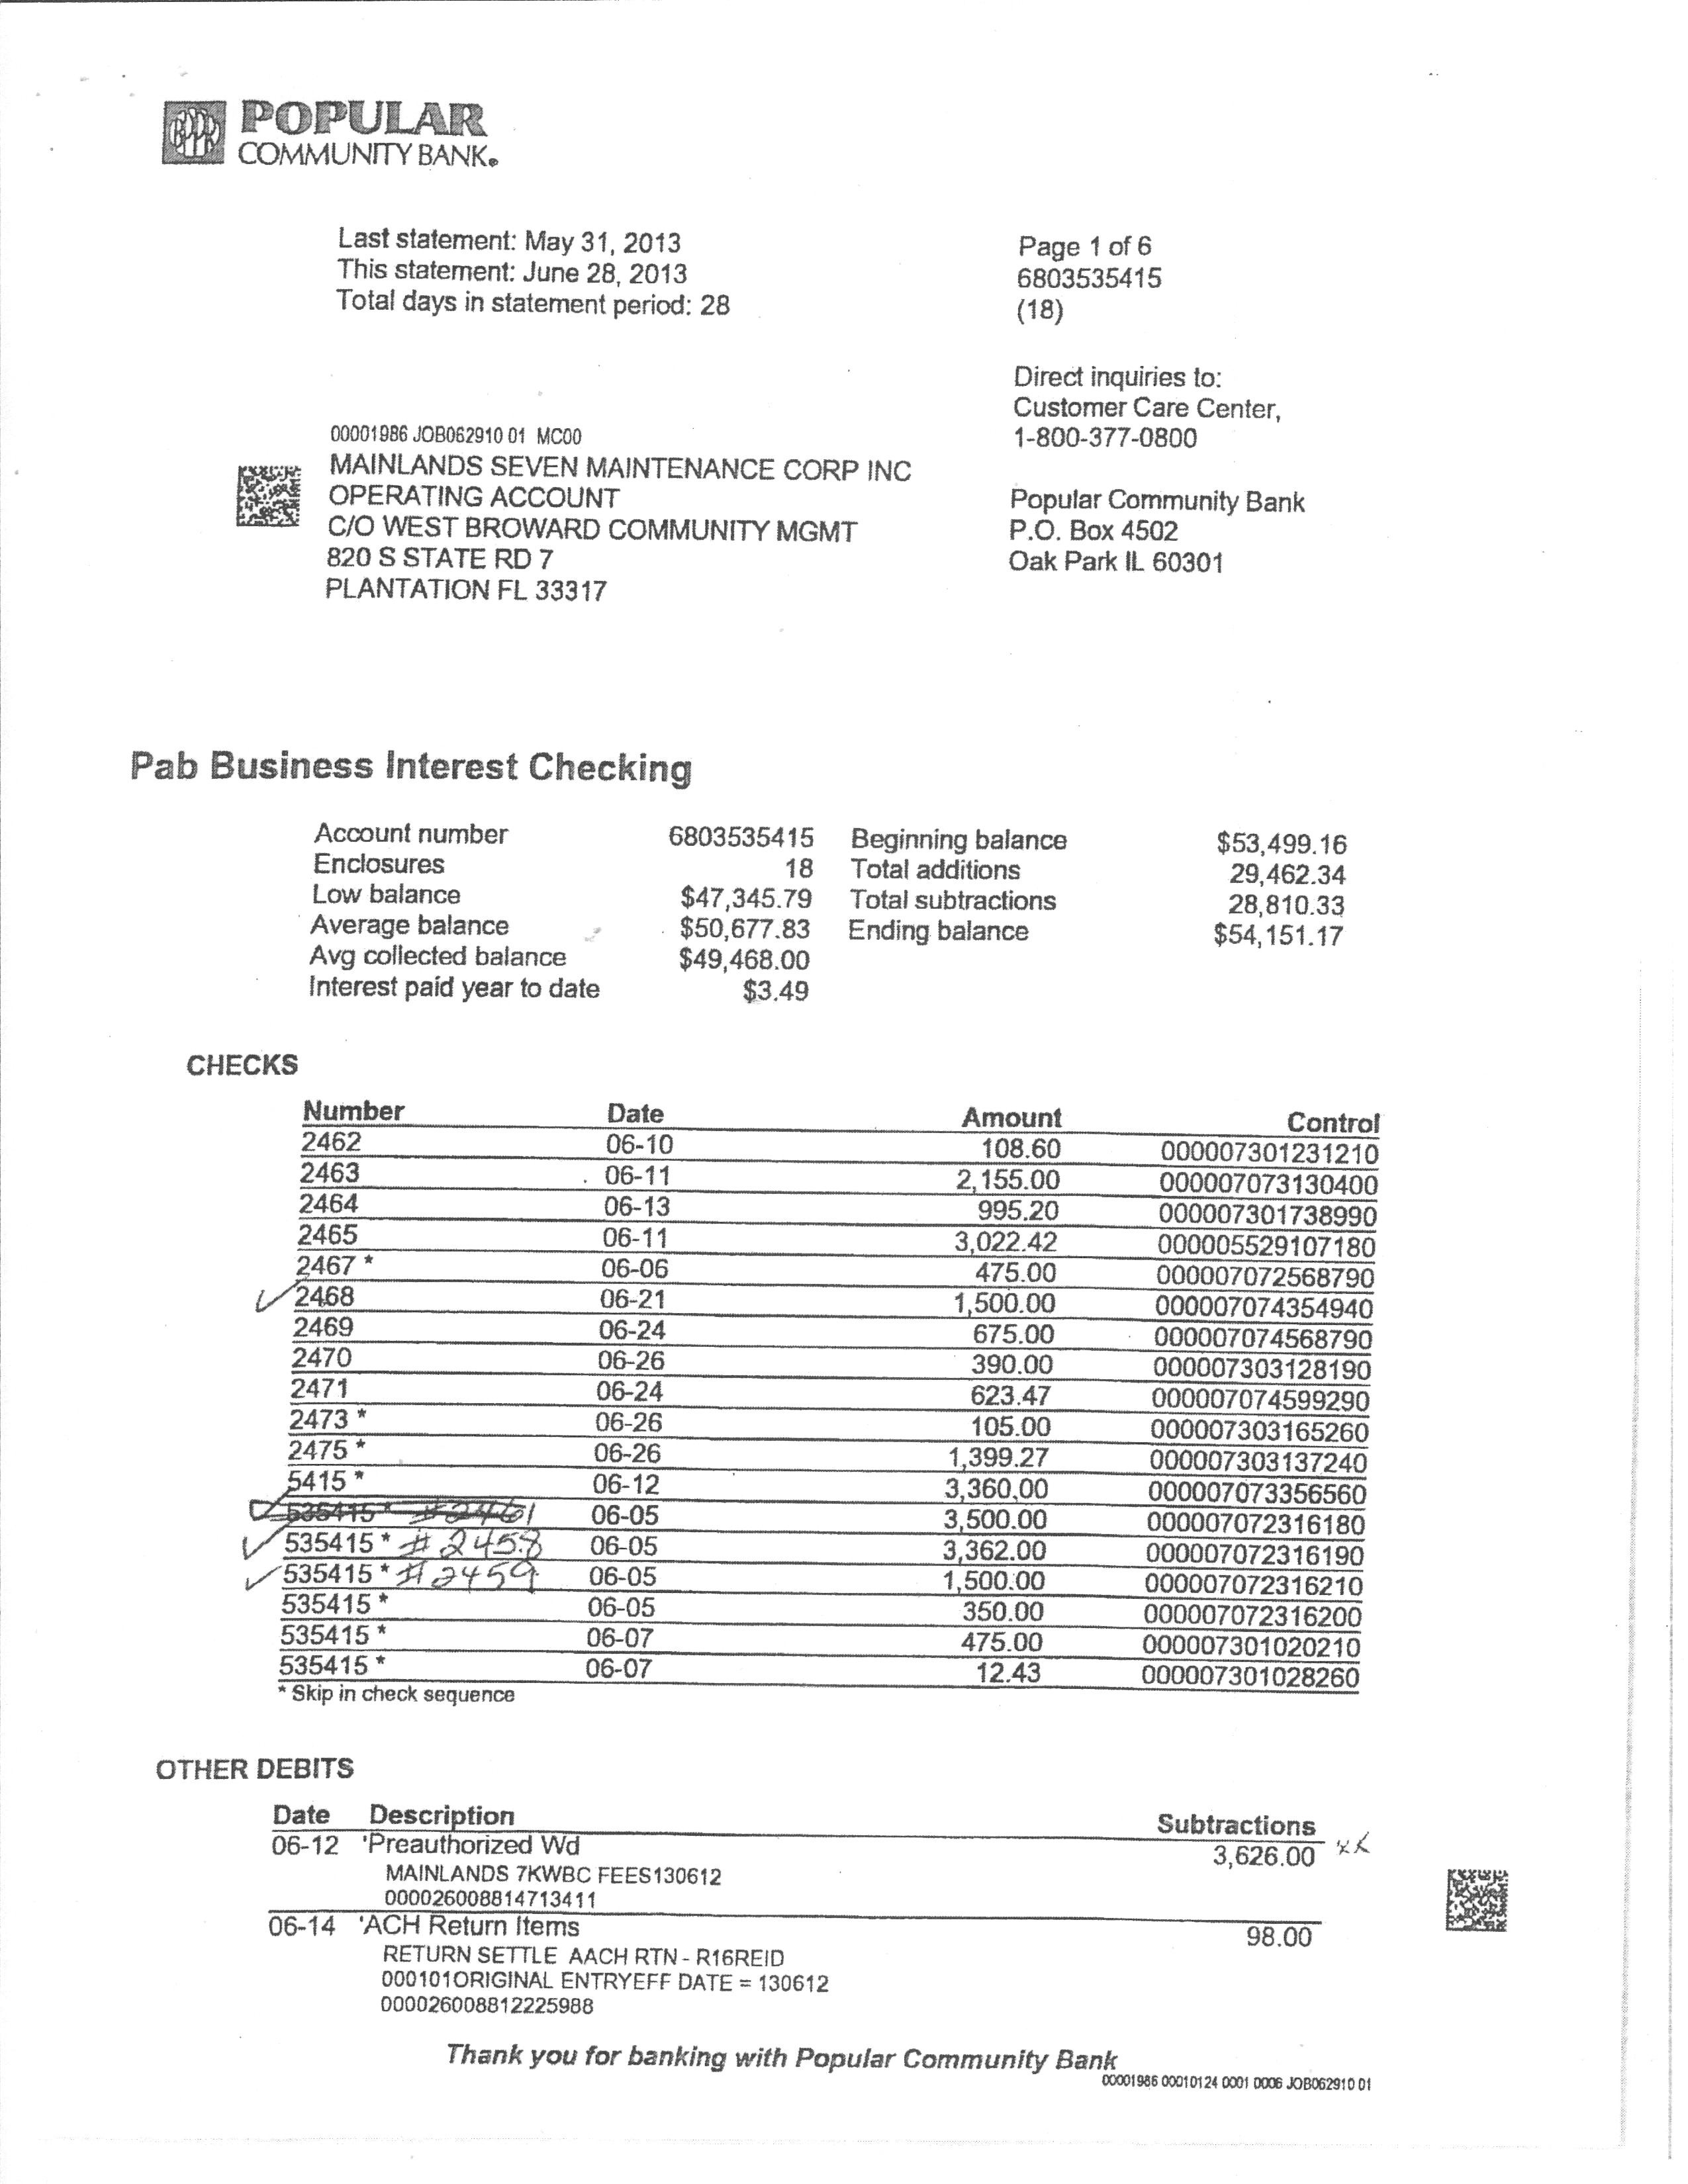 POPULAR
COMMUNITY BANK®
Last statement: May 31, 2013
This statement: June 28, 2013
Total days in statement period: 28
Page 1 of 6
6803535415
(18)
Direct inquiries to:
Customer Care Center,
1-800-377-0800
00001986 JOB062910 01 MC00
MAINLANDS SEVEN MAINTENANCE CORP INC
OPERATING ACCOUNT
C/O WEST BROWARD COMMUNITY MGMT
820 S STATE RD 7
PLANTATION FL 33317
Popular Community Bank
P.O. Box 4502
Oak Park IL 60301
Pab Business Interest Checking
Account number 6803535415 Beginning balance $53,499.16
Enclosures 18 Total additions 29,462.34
Low balance $47,345.79 Total subtractions 28,810.33
Average balance $50,677.83 Ending balance $54,151.17
Avg collected balance $49,468.00
Interest paid year to date $3.49
CHECKS
Number Date Amount Control
2462 06-10 108.60 000007301231210
2463 06-11 2,155.00 000007073130400
2464 06-13 995.20 000007301738990
2465 06-11 3,022.42 000005529107180
2467 * 06-06 475.00 000007072568790
2468 06-21 1,500.00 000007074354940
2469 06-24 675.00 000007074568790
2470 06-26 390.00 000007303128190
2471 06-24 623.47 000007074599290
2473 * 06-26 105.00 000007303165260
2475 * 06-26 1,399.27 000007303137240
5415 * 06-12 3,360.00 000007073356560
535415 * #2461 06-05 3,500.00 000007072316180
535415 * #2458 06-05 3,362.00 000007072316190
535415 * #2459 06-05 1,500.00 000007072316210
535415 * 06-05 350.00 000007072316200
535415 * 06-07 475.00 000007301020210
535415 * 06-07 12.43 000007301028260
* Skip in check sequence
OTHER DEBITS
Date Description Subtractions
06-12 'Preauthorized Wd 3,626.00
MAINLANDS 7KWBC FEES130612
000026008814713411
06-14 'ACH Return Items 98.00
RETURN SETTLE AACH RTN - R16REID
000101ORIGINAL ENTRYEFF DATE = 130612
000026008812225988
Thank you for banking with Popular Community Bank
00001986 00010124 0001 0006 JOB062910 01